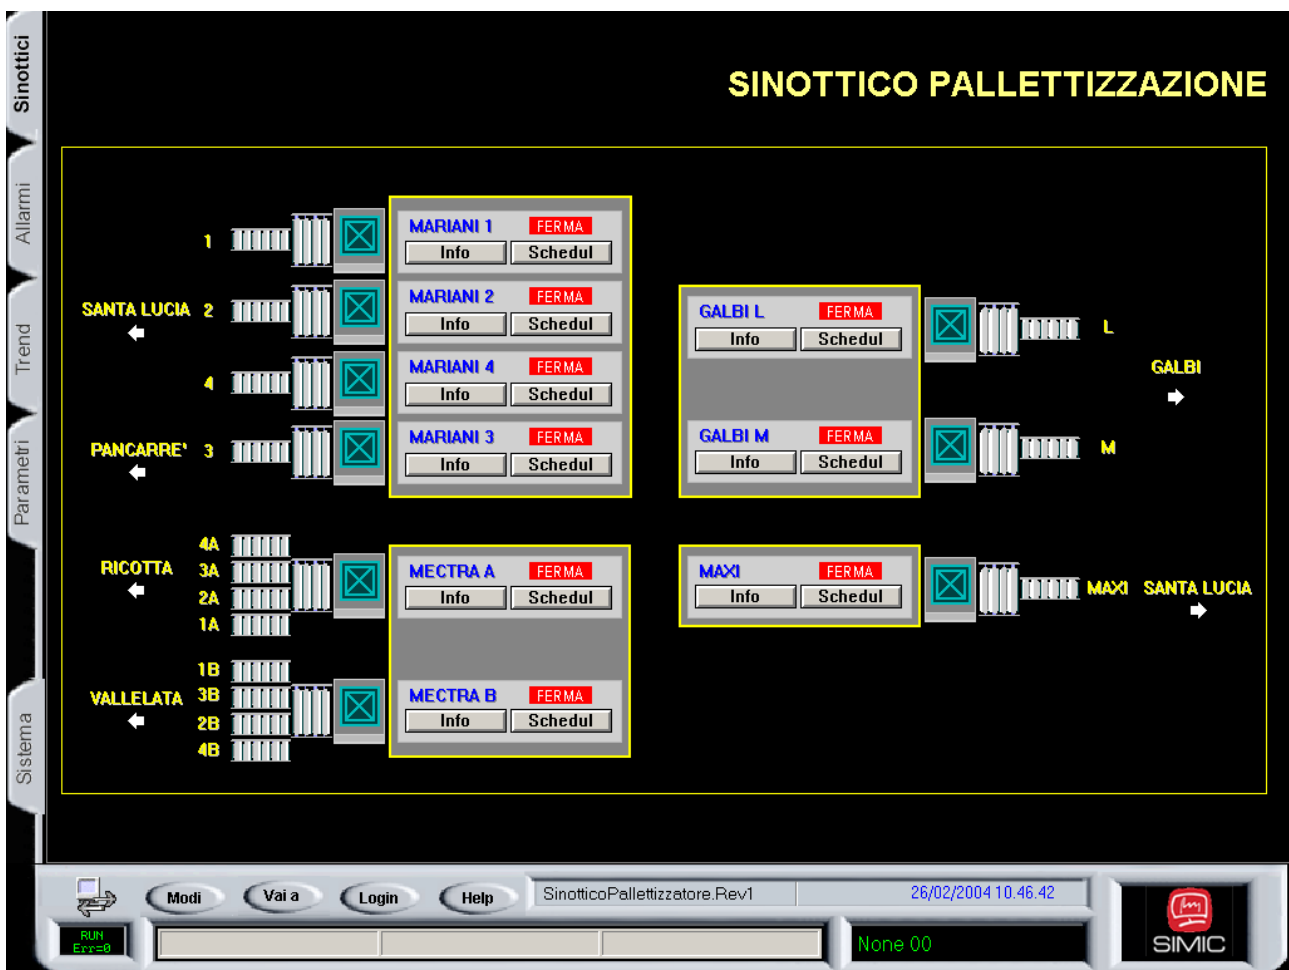 SINOTTICO PALLETTIZZAZIONE
Sinottici
Allarmi
Trend
Parametri
Sistema
1
MARIANI 1 FERMA
Info Schedul
SANTA LUCIA 2
MARIANI 2 FERMA
Info Schedul
4
MARIANI 4 FERMA
Info Schedul
PANCARRE' 3
MARIANI 3 FERMA
Info Schedul
GALBI L FERMA
Info Schedul
L
GALBI
GALBI M FERMA
Info Schedul
M
RICOTTA
4A
3A
2A
1A
MECTRA A FERMA
Info Schedul
VALLELATA
1B
3B
2B
4B
MECTRA B FERMA
Info Schedul
MAXI FERMA
Info Schedul
MAXI SANTA LUCIA
Modi Vai a Login Help
SinotticoPallettizzatore.Rev1 26/02/2004 10.46.42
RUN
Err=0
None 00
SIMIC